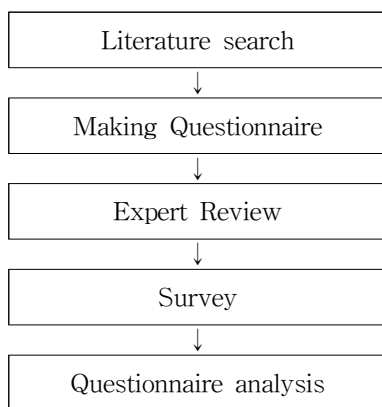 Literature search
Making Questionnaire
Expert Review
Survey
Questionnaire analysis